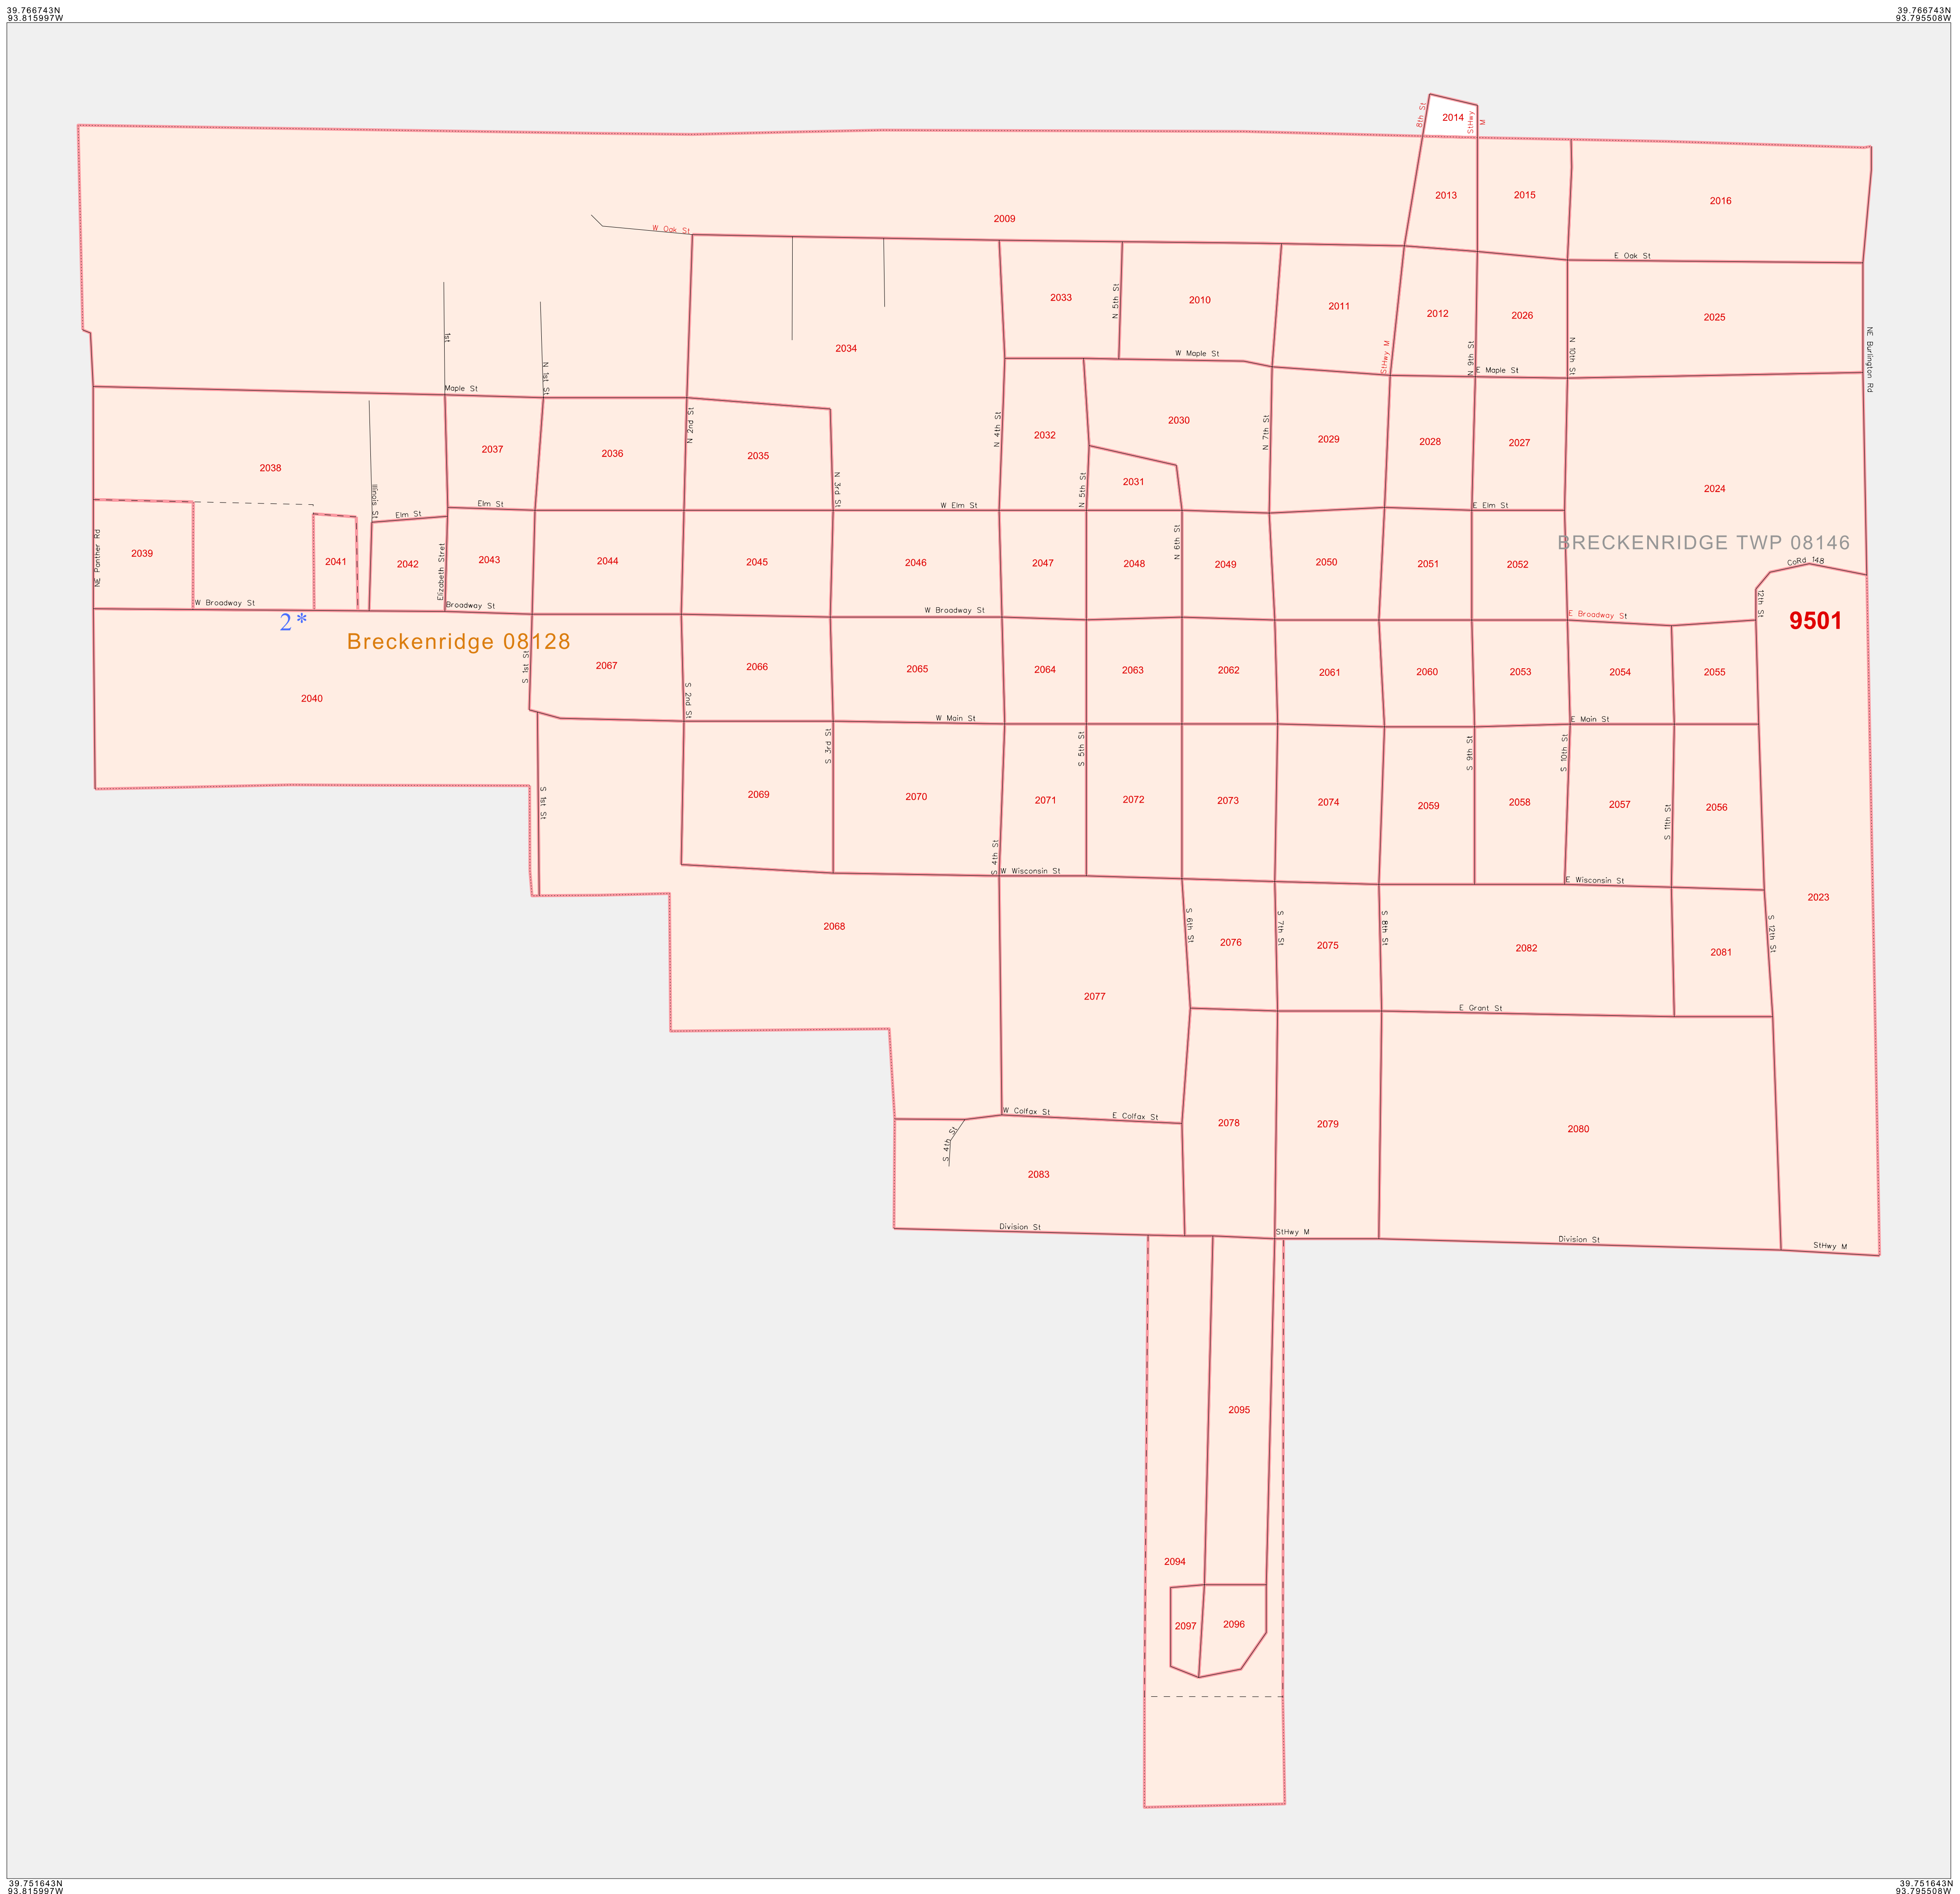 39.766743N
93.815997W
39.766743N
93.795508W
8th St
2014
StHwy M
2013
2015
2016
2009
W Oak St
E Oak St
2033
N 5th St
2010
2011
2012
2026
2025
1st
N 1st St
2034
W Maple St
StHwy M
N 9th St
E Maple St
N 10th St
NE Burlington Rd
Maple St
2038
2037
2036
N 2nd St
2035
N 4th St
2032
2030
N 7th St
2029
2028
2027
2024
N 3rd St
2031
N 5th St
Illinois St
Elm St
Elm St
W Elm St
E Elm St
N 6th St
BRECKENRIDGE TWP 08146
NE Panther Rd
2039
2041
2042
Elizabeth Stret
2043
2044
2045
2046
2047
2048
2049
2050
2051
2052
CoRd 148
12th St
W Broadway St
Broadway St
W Broadway St
E Broadway St
9501
2*
Breckenridge 08128
S 1st St
2067
2066
2065
2064
2063
2062
2061
2060
2053
2054
2055
2040
S 2nd St
W Main St
E Main St
S 3rd St
S 5th St
S 9th St
S 10th St
S 1st St
2069
2070
2071
2072
2073
2074
2059
2058
2057
S 11th St
2056
S 4th St
W Wisconsin St
E Wisconsin St
2023
2068
S 6th St
2076
S 7th St
2075
S 8th St
2082
2081
S 12th St
2077
E Grant St
W Colfax St
E Colfax St
2078
2079
2080
S 4th St
2083
Division St
StHwy M
Division St
StHwy M
2095
2094
2097
2096
39.751643N
93.815997W
39.751643N
93.795508W